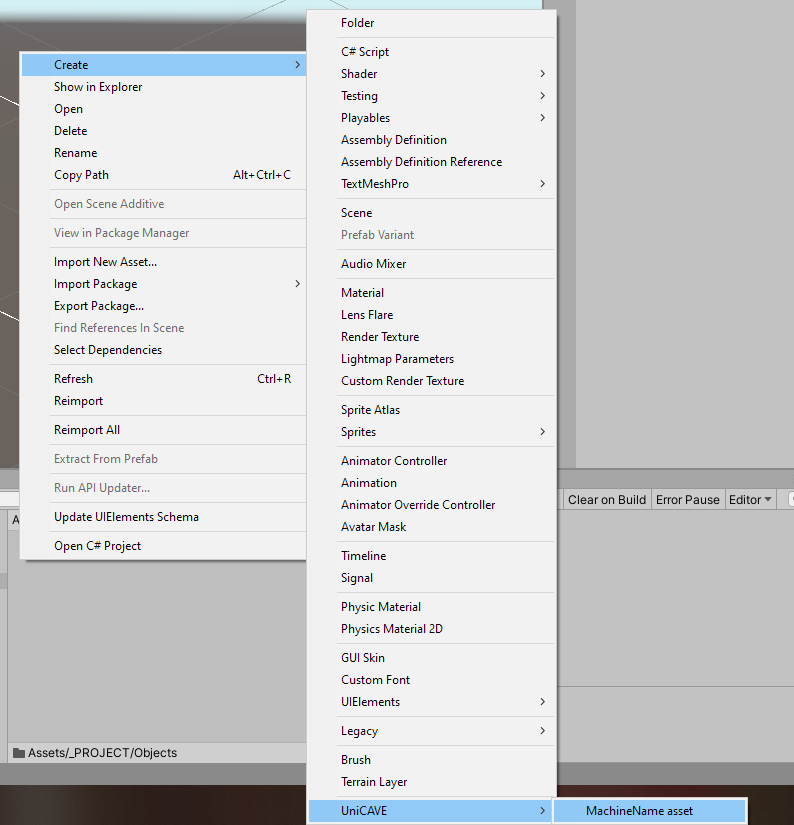 Create
Show in Explorer
Open
Delete
Rename
Copy Path Alt+Ctrl+C
Open Scene Additive
View in Package Manager
Import New Asset...
Import Package
Export Package...
Find References In Scene
Select Dependencies
Refresh Ctrl+R
Reimport
Reimport All
Extract From Prefab
Run API Updater...
Update UIElements Schema
Open C# Project
Folder
C# Script
Shader
Testing
Playables
Assembly Definition
Assembly Definition Reference
TextMeshPro
Scene
Prefab Variant
Audio Mixer
Material
Lens Flare
Render Texture
Lightmap Parameters
Custom Render Texture
Sprite Atlas
Sprites
Animator Controller
Animation
Animator Override Controller
Avatar Mask
Timeline
Signal
Physic Material
Physics Material 2D
GUI Skin
Custom Font
UIElements
Legacy
Brush
Terrain Layer
UniCAVE
MachineName asset
Clear on Build Error Pause Editor
Assets/_PROJECT/Objects